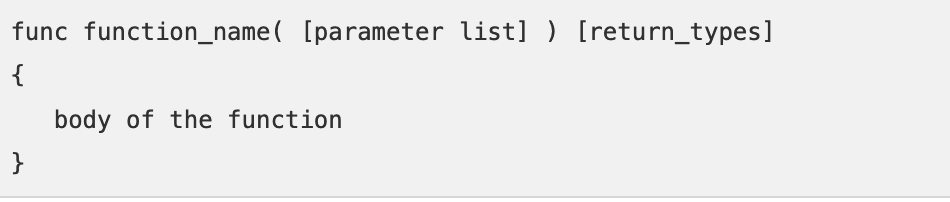 func function_name( [parameter list] ) [return_types]
{
   body of the function
}